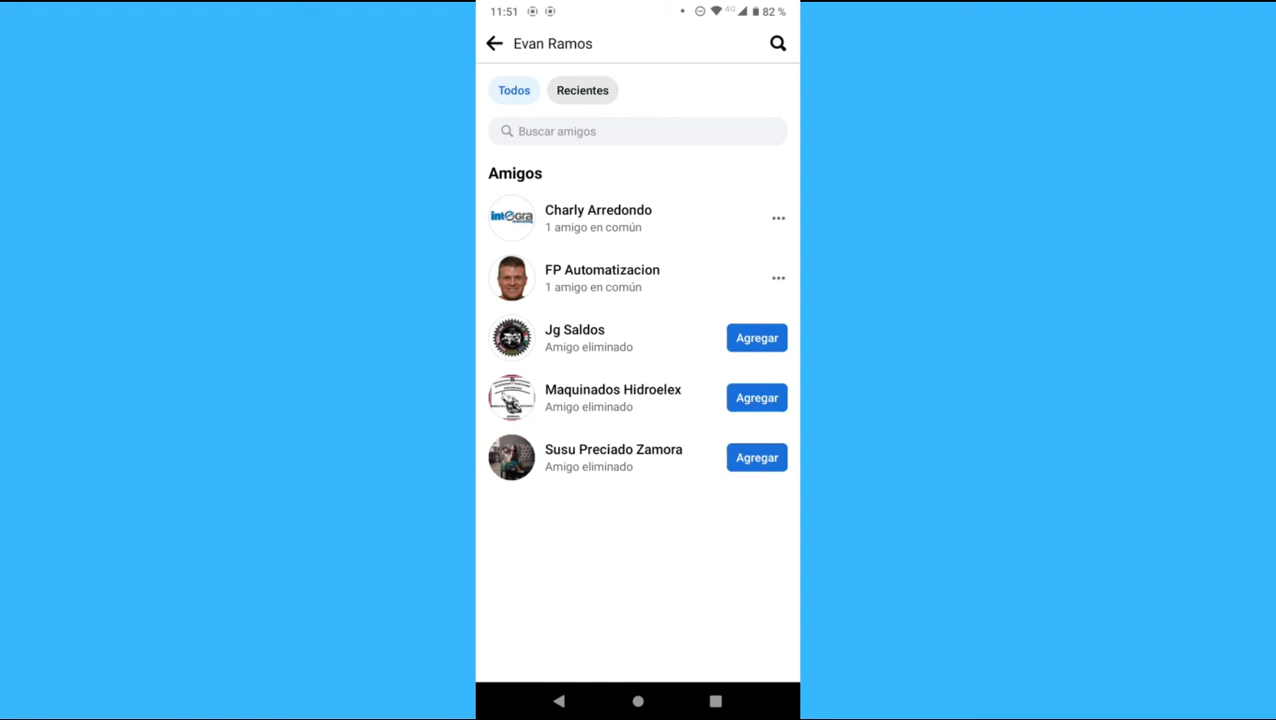 11:51 4G 82 %
Evan Ramos
Todos Recientes
Buscar amigos
Amigos
integra
Charly Arredondo
1 amigo en común
FP Automatizacion
1 amigo en común
Jg Saldos
Amigo eliminado
Agregar
Maquinados Hidroelex
Amigo eliminado
Agregar
Susu Preciado Zamora
Amigo eliminado
Agregar